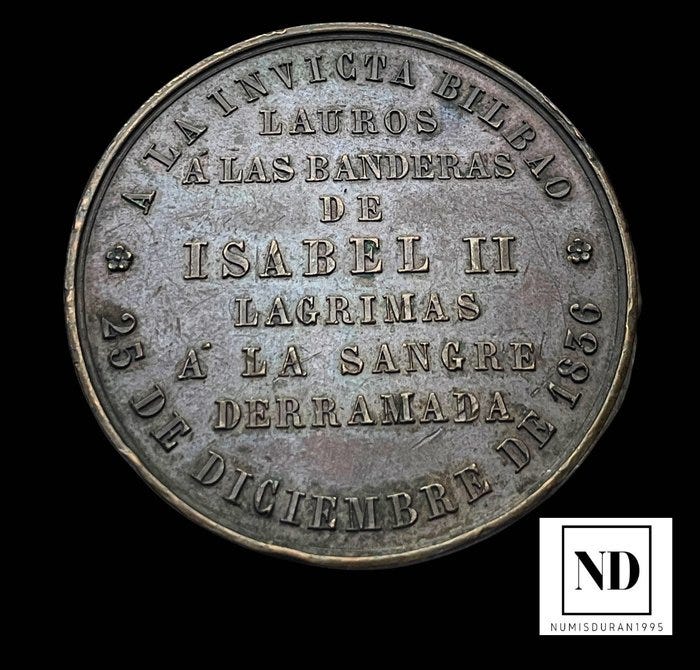 A LA INVICTA BILBAO
LAUROS
Á LAS BANDERAS
DE
ISABEL II
LAGRIMAS
Á LA SANGRE
DERRAMADA
25 DE DICIEMBRE DE 1836
ND
NUMISDURAN1995